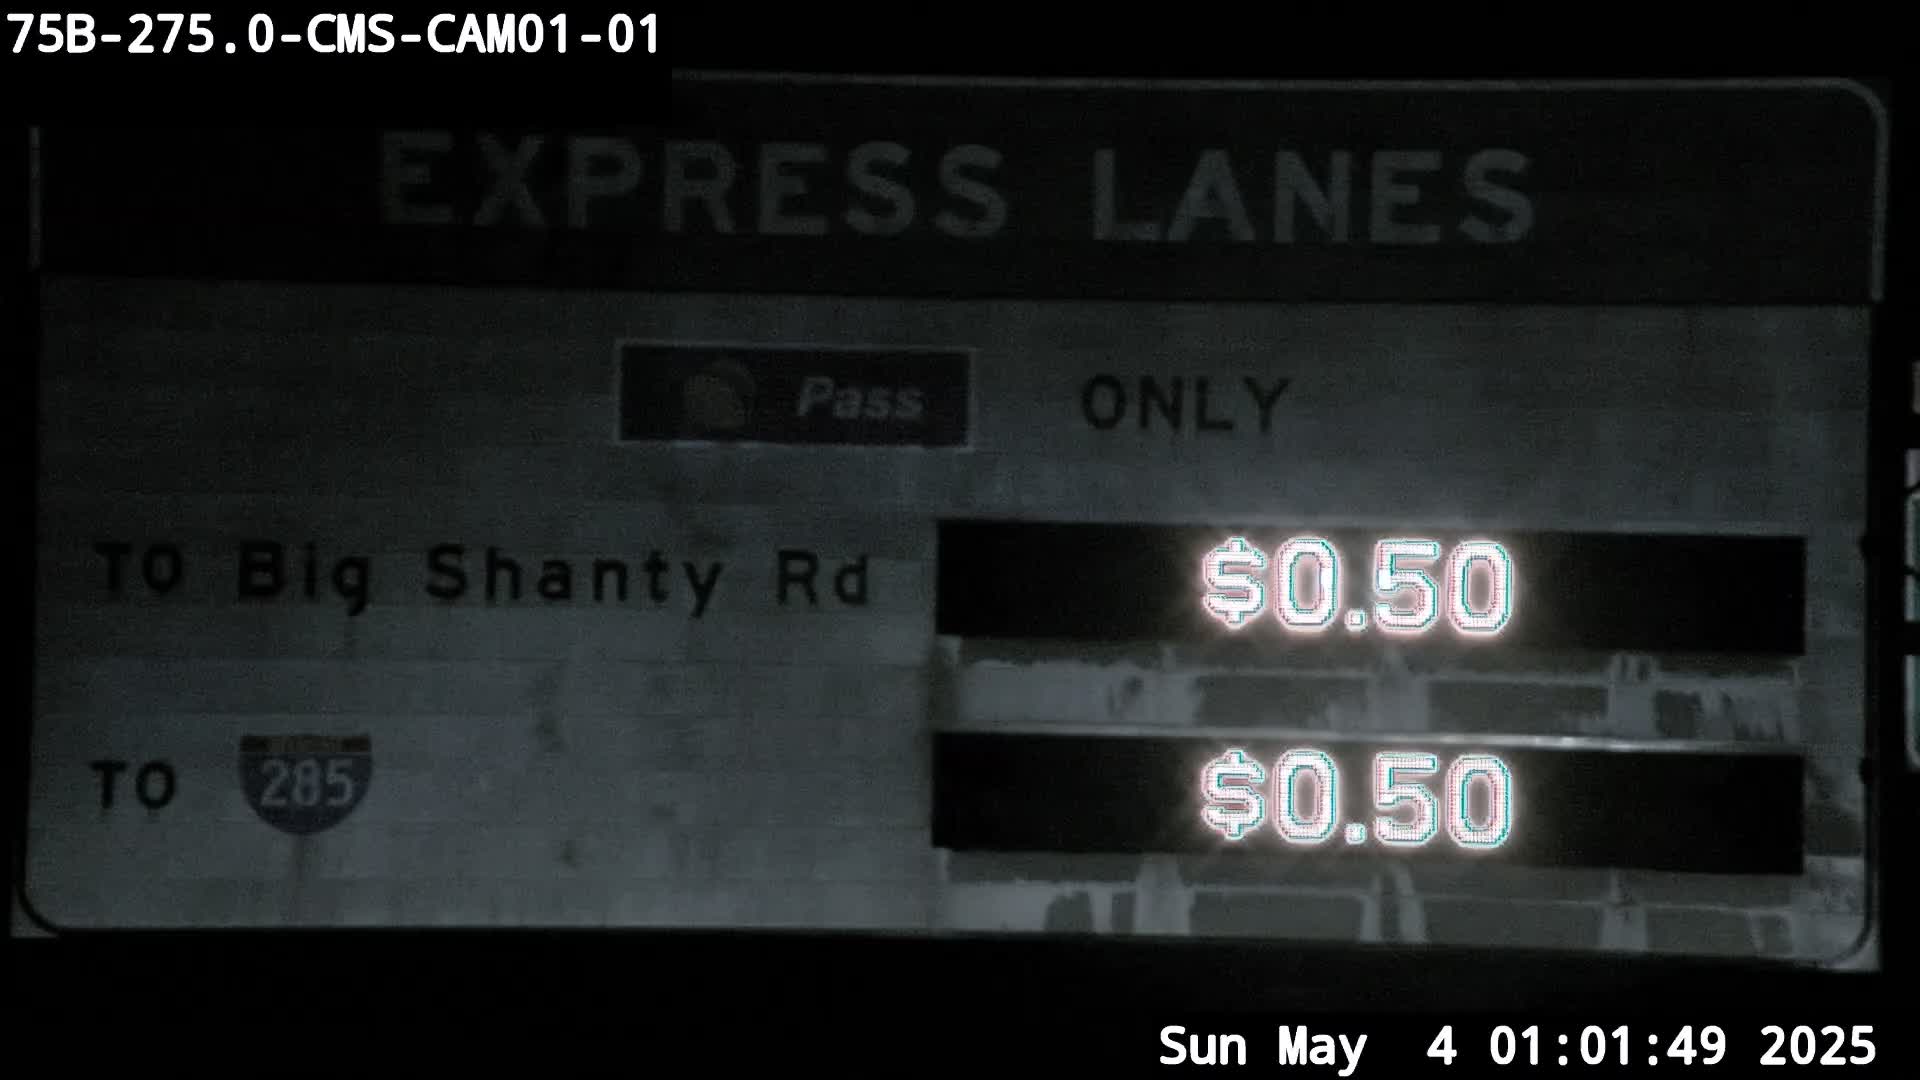 75B-275.0-CMS-CAM01-01
EXPRESS LANES
Pass ONLY
TO Big Shanty Rd $0.50
TO 285 $0.50
Sun May 4 01:01:49 2025